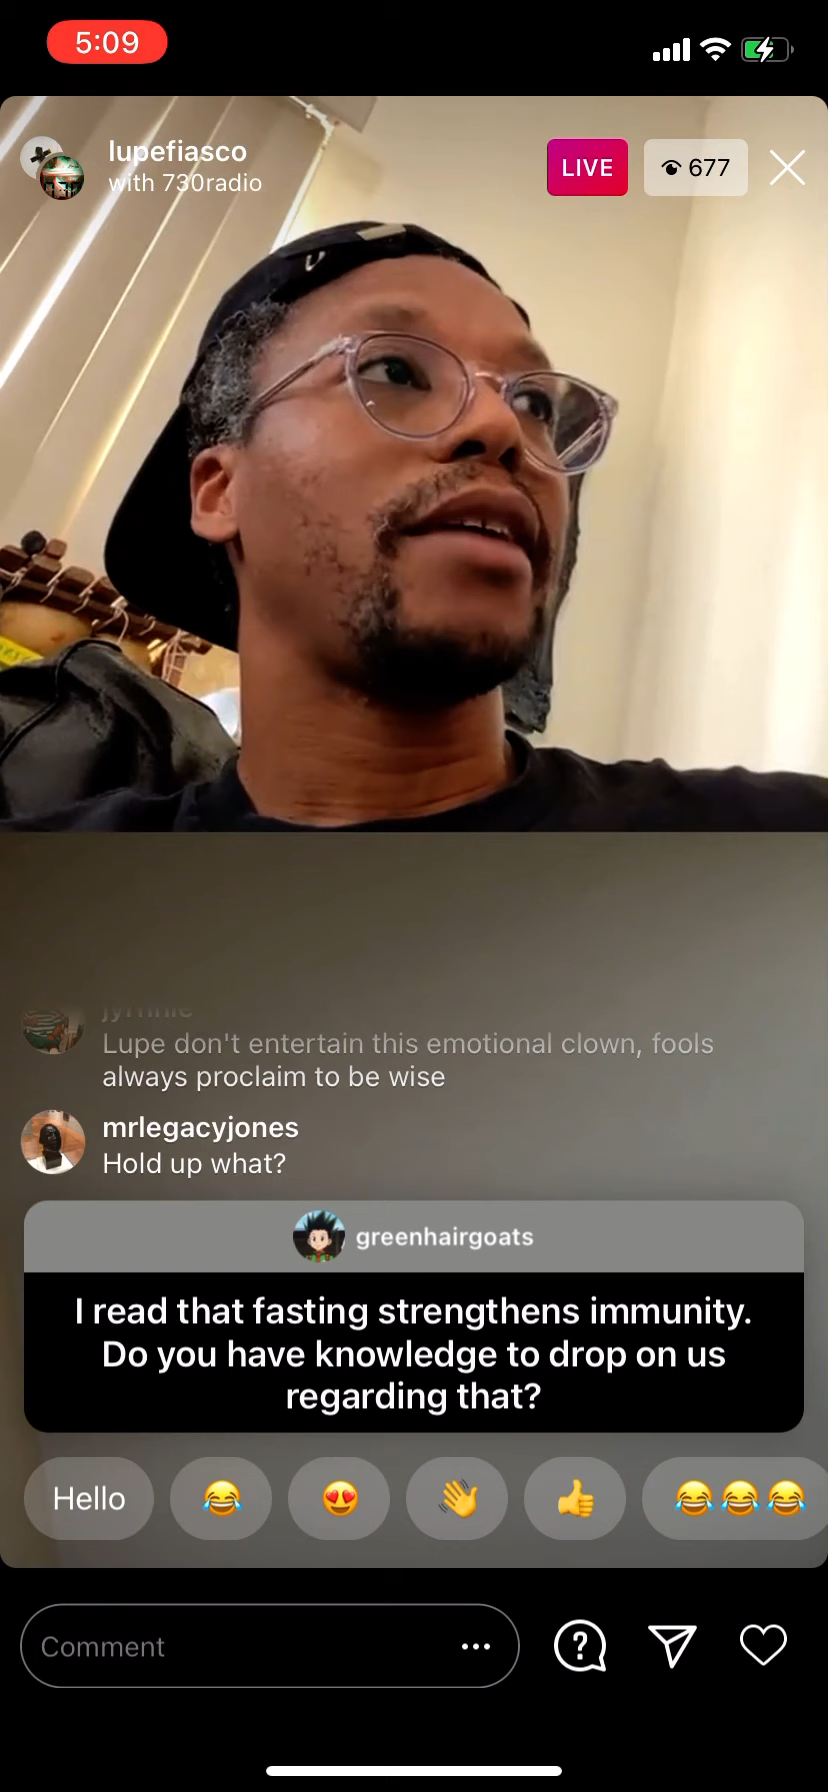 5:09
lupefiasco
with 730radio
LIVE
677
Lupe don't entertain this emotional clown, fools
always proclaim to be wise
mrlegacyjones
Hold up what?
greenhairgoats
I read that fasting strengthens immunity.
Do you have knowledge to drop on us
regarding that?
Hello
Comment